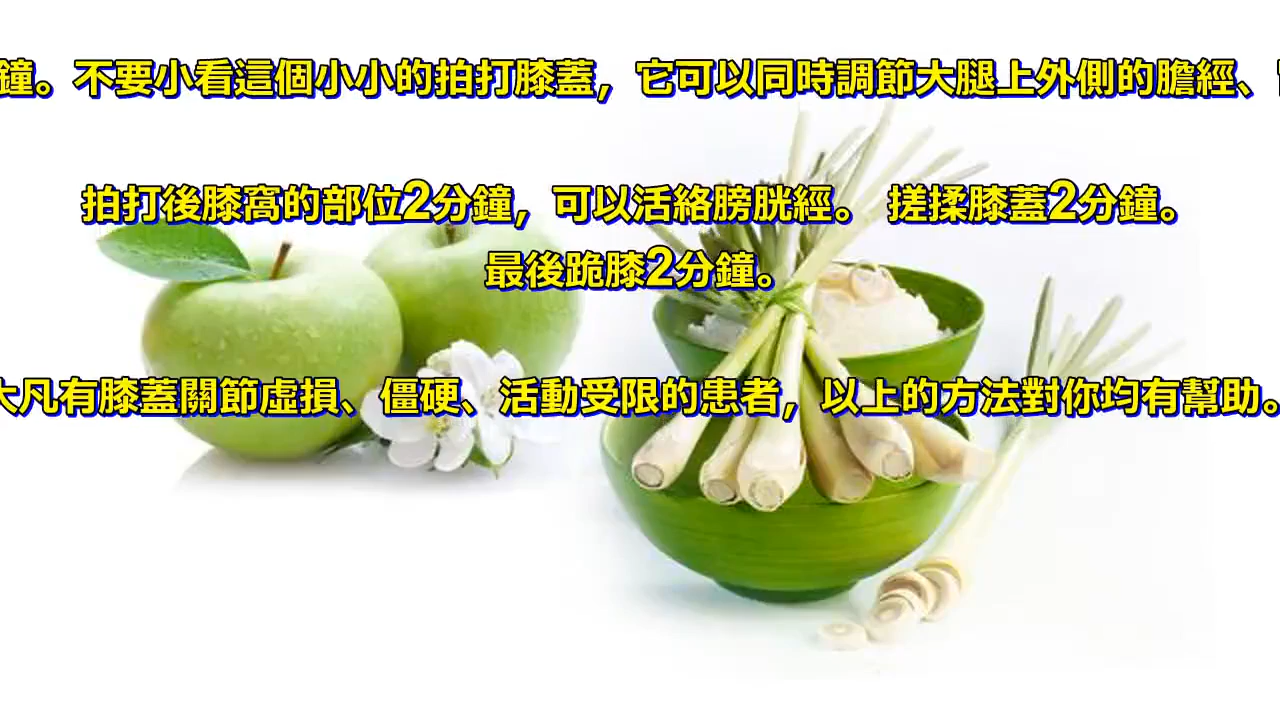 鐘。不要小看這個小小的拍打膝蓋，它可以同時調節大腿上外側的膽經、
拍打後膝窩的部位2分鐘，可以活絡膀胱經。 搓揉膝蓋2分鐘。
最後跪膝2分鐘。
大凡有膝蓋關節虛損、僵硬、活動受限的患者，以上的方法對你均有幫助。